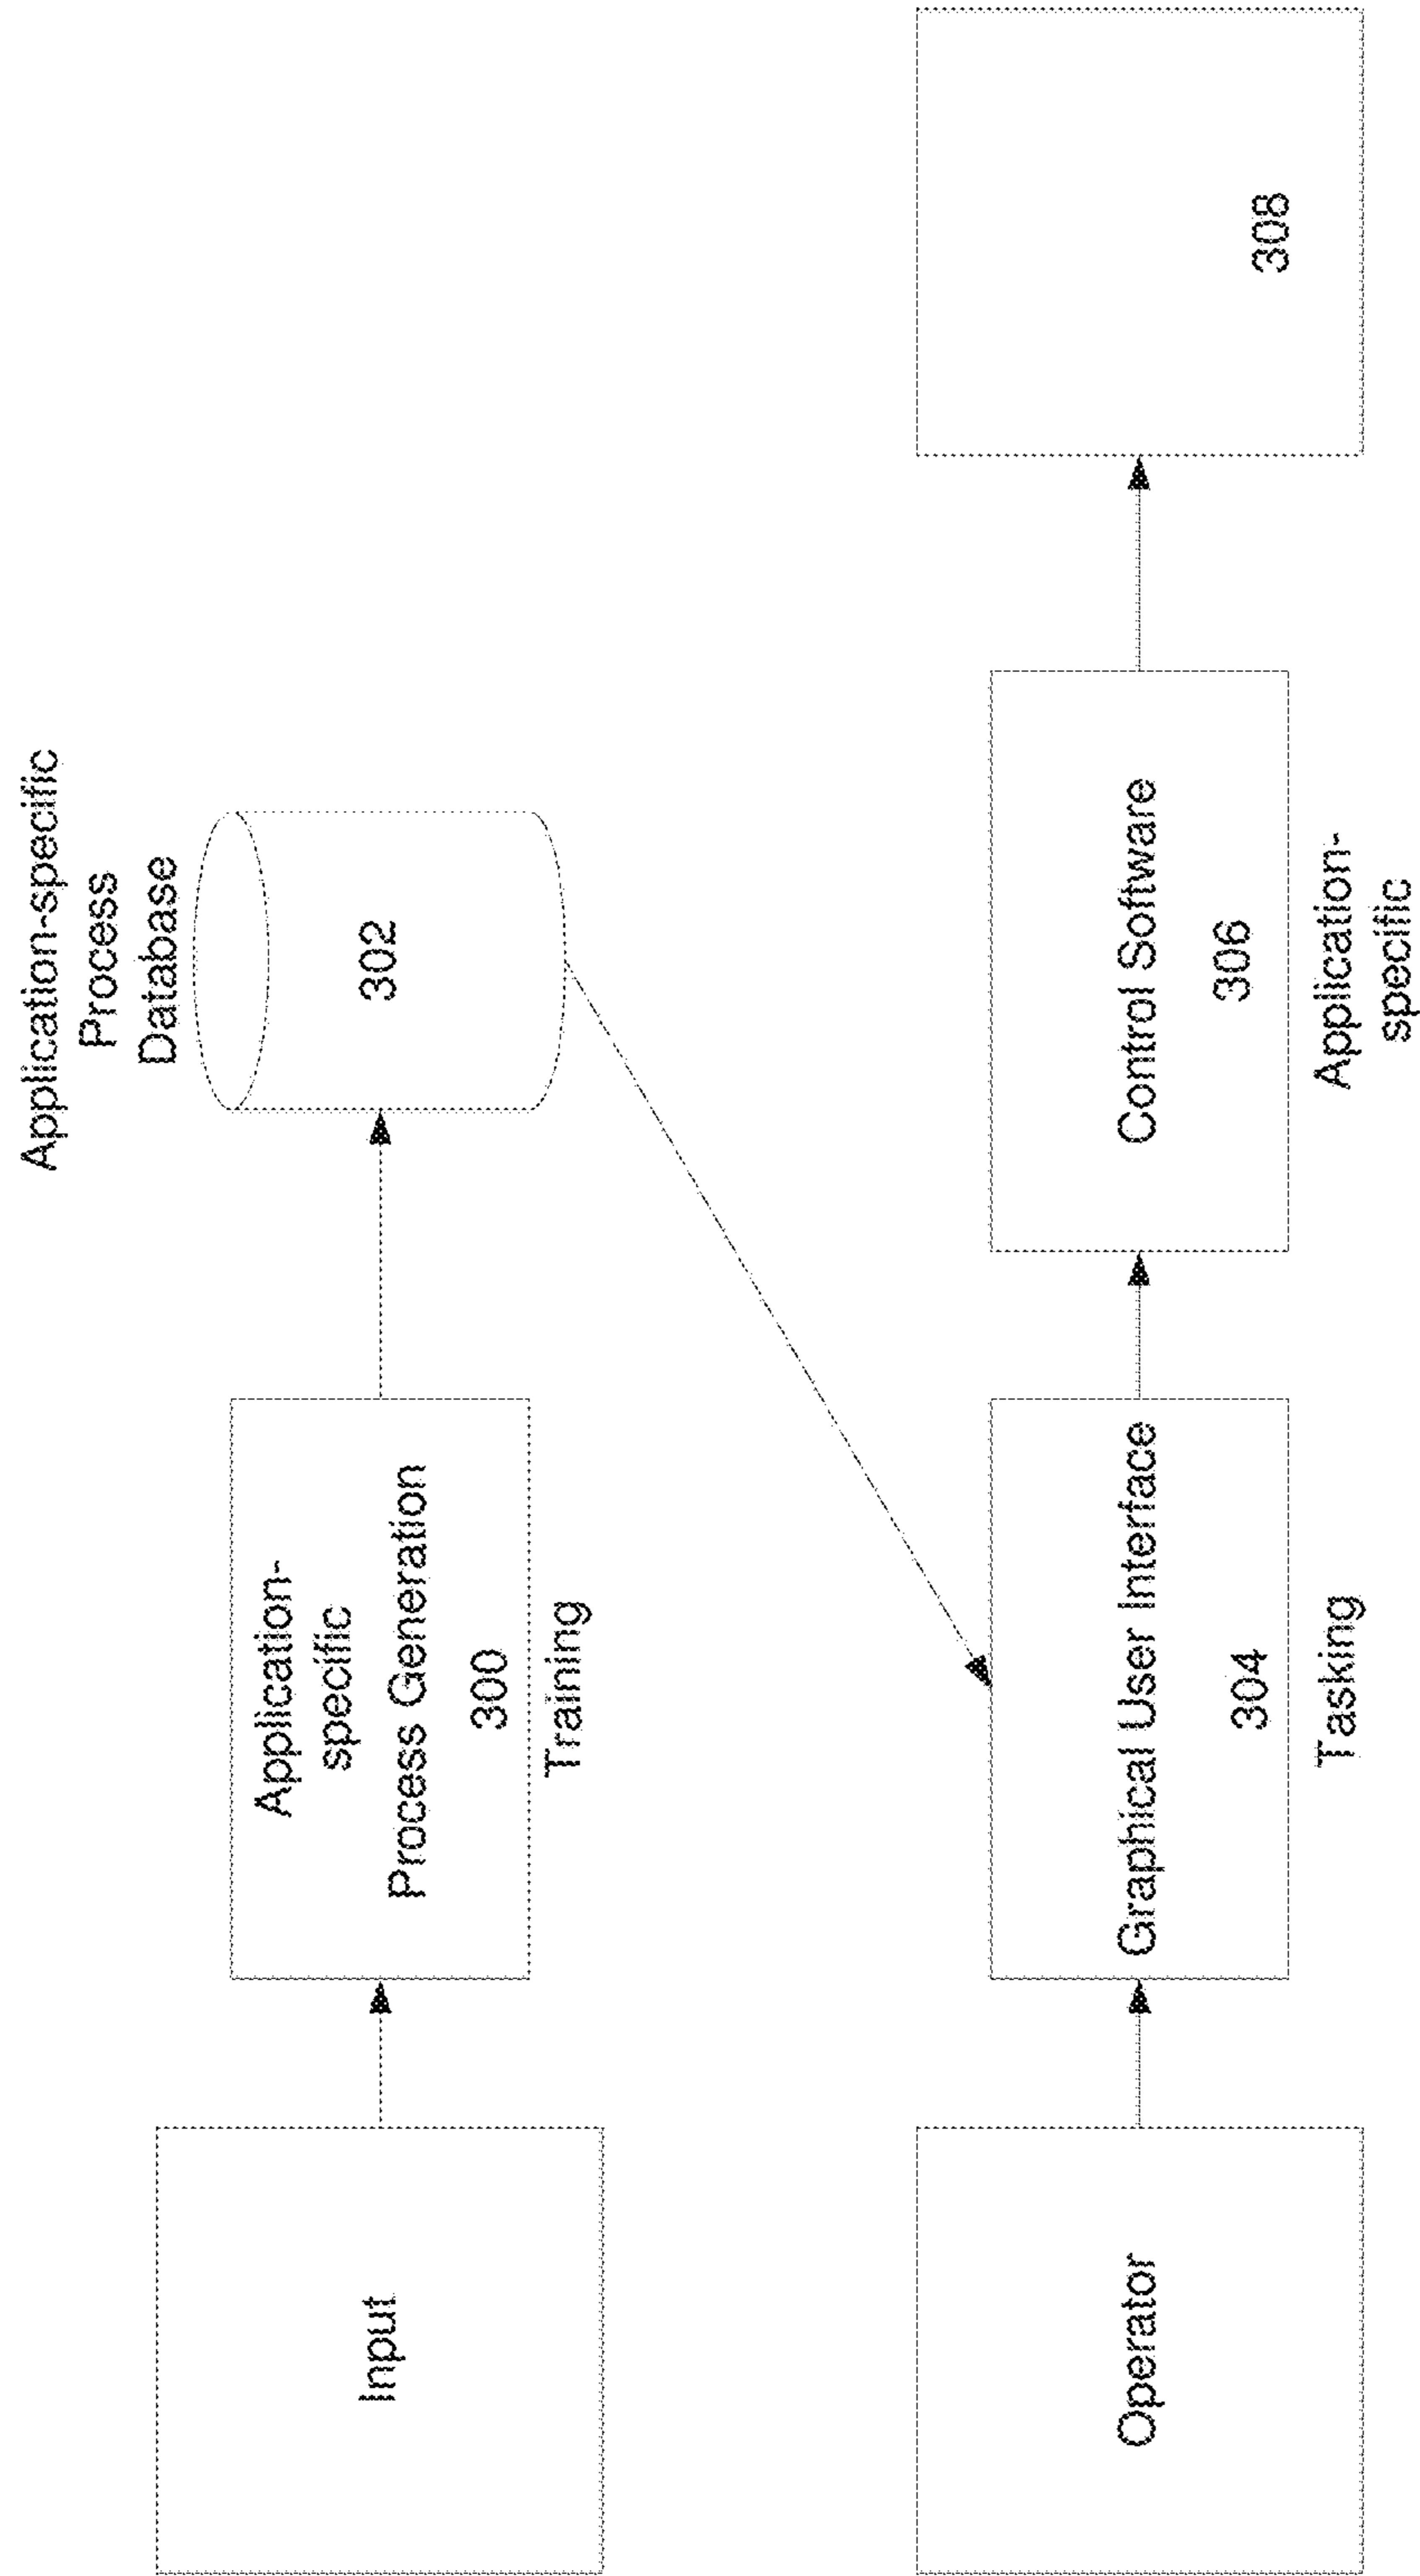 Input
Application-
specific
Process Generation
300
Training
Application-specific
Process
Database
302
Operator
Graphical User Interface
304
Tasking
Control Software
306
Application-
specific
308